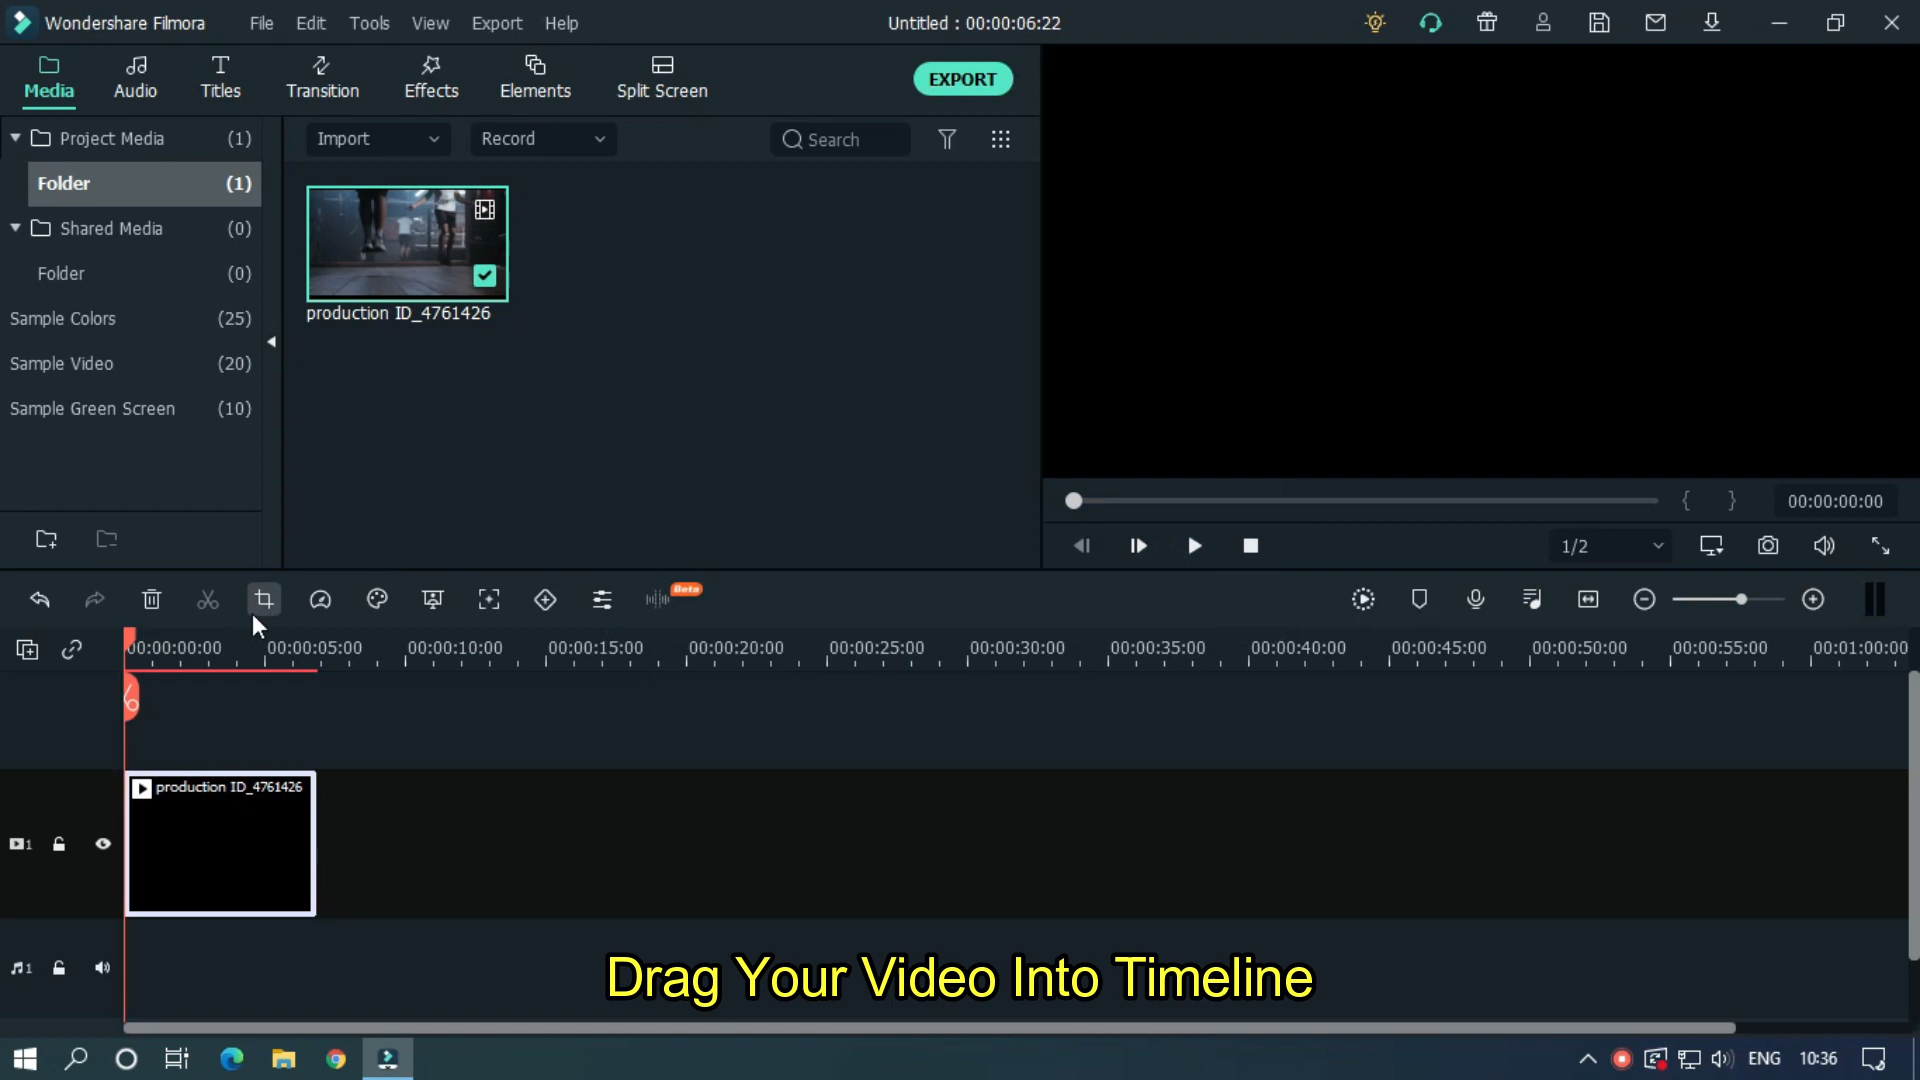 Wondershare Filmora
File
Edit
Tools
View
Export
Help
Untitled : 00:00:06:22
Media
Audio
Titles
Transition
Effects
Elements
Split Screen
EXPORT
Project Media (1)
Folder (1)
Shared Media (0)
Folder (0)
Sample Colors (25)
Sample Video (20)
Sample Green Screen (10)
Import
Record
Search
production ID_4761426
{ }
00:00:00:00
1/2
Beta
00:00:00:00
00:00:05:00
00:00:10:00
00:00:15:00
00:00:20:00
00:00:25:00
00:00:30:00
00:00:35:00
00:00:40:00
00:00:45:00
00:00:50:00
00:00:55:00
00:01:00:00
production ID_4761426
1
1
Drag Your Video Into Timeline
ENG
10:36